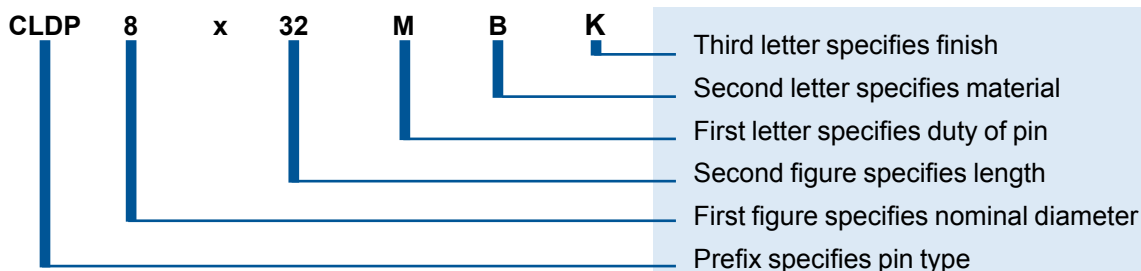 CLDP 8 x 32 M B K
Third letter specifies finish
Second letter specifies material
First letter specifies duty of pin
Second figure specifies length
First figure specifies nominal diameter
Prefix specifies pin type